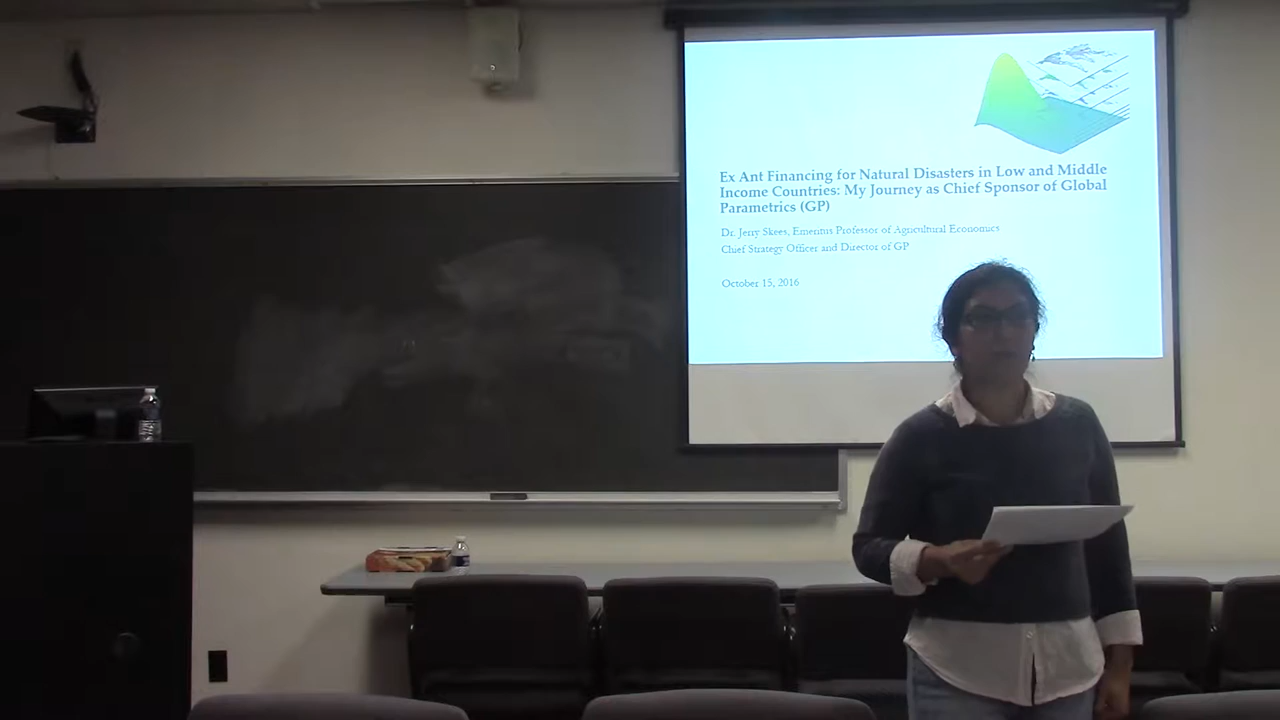 Ex Ant Financing for Natural Disasters in Low and Middle
Income Countries: My Journey as Chief Sponsor of Global
Parametrics (GP)
Dr. Jerry Skees, Emeritus Professor of Agricultural Economics
Chief Strategy Officer and Director of GP
October 15, 2016